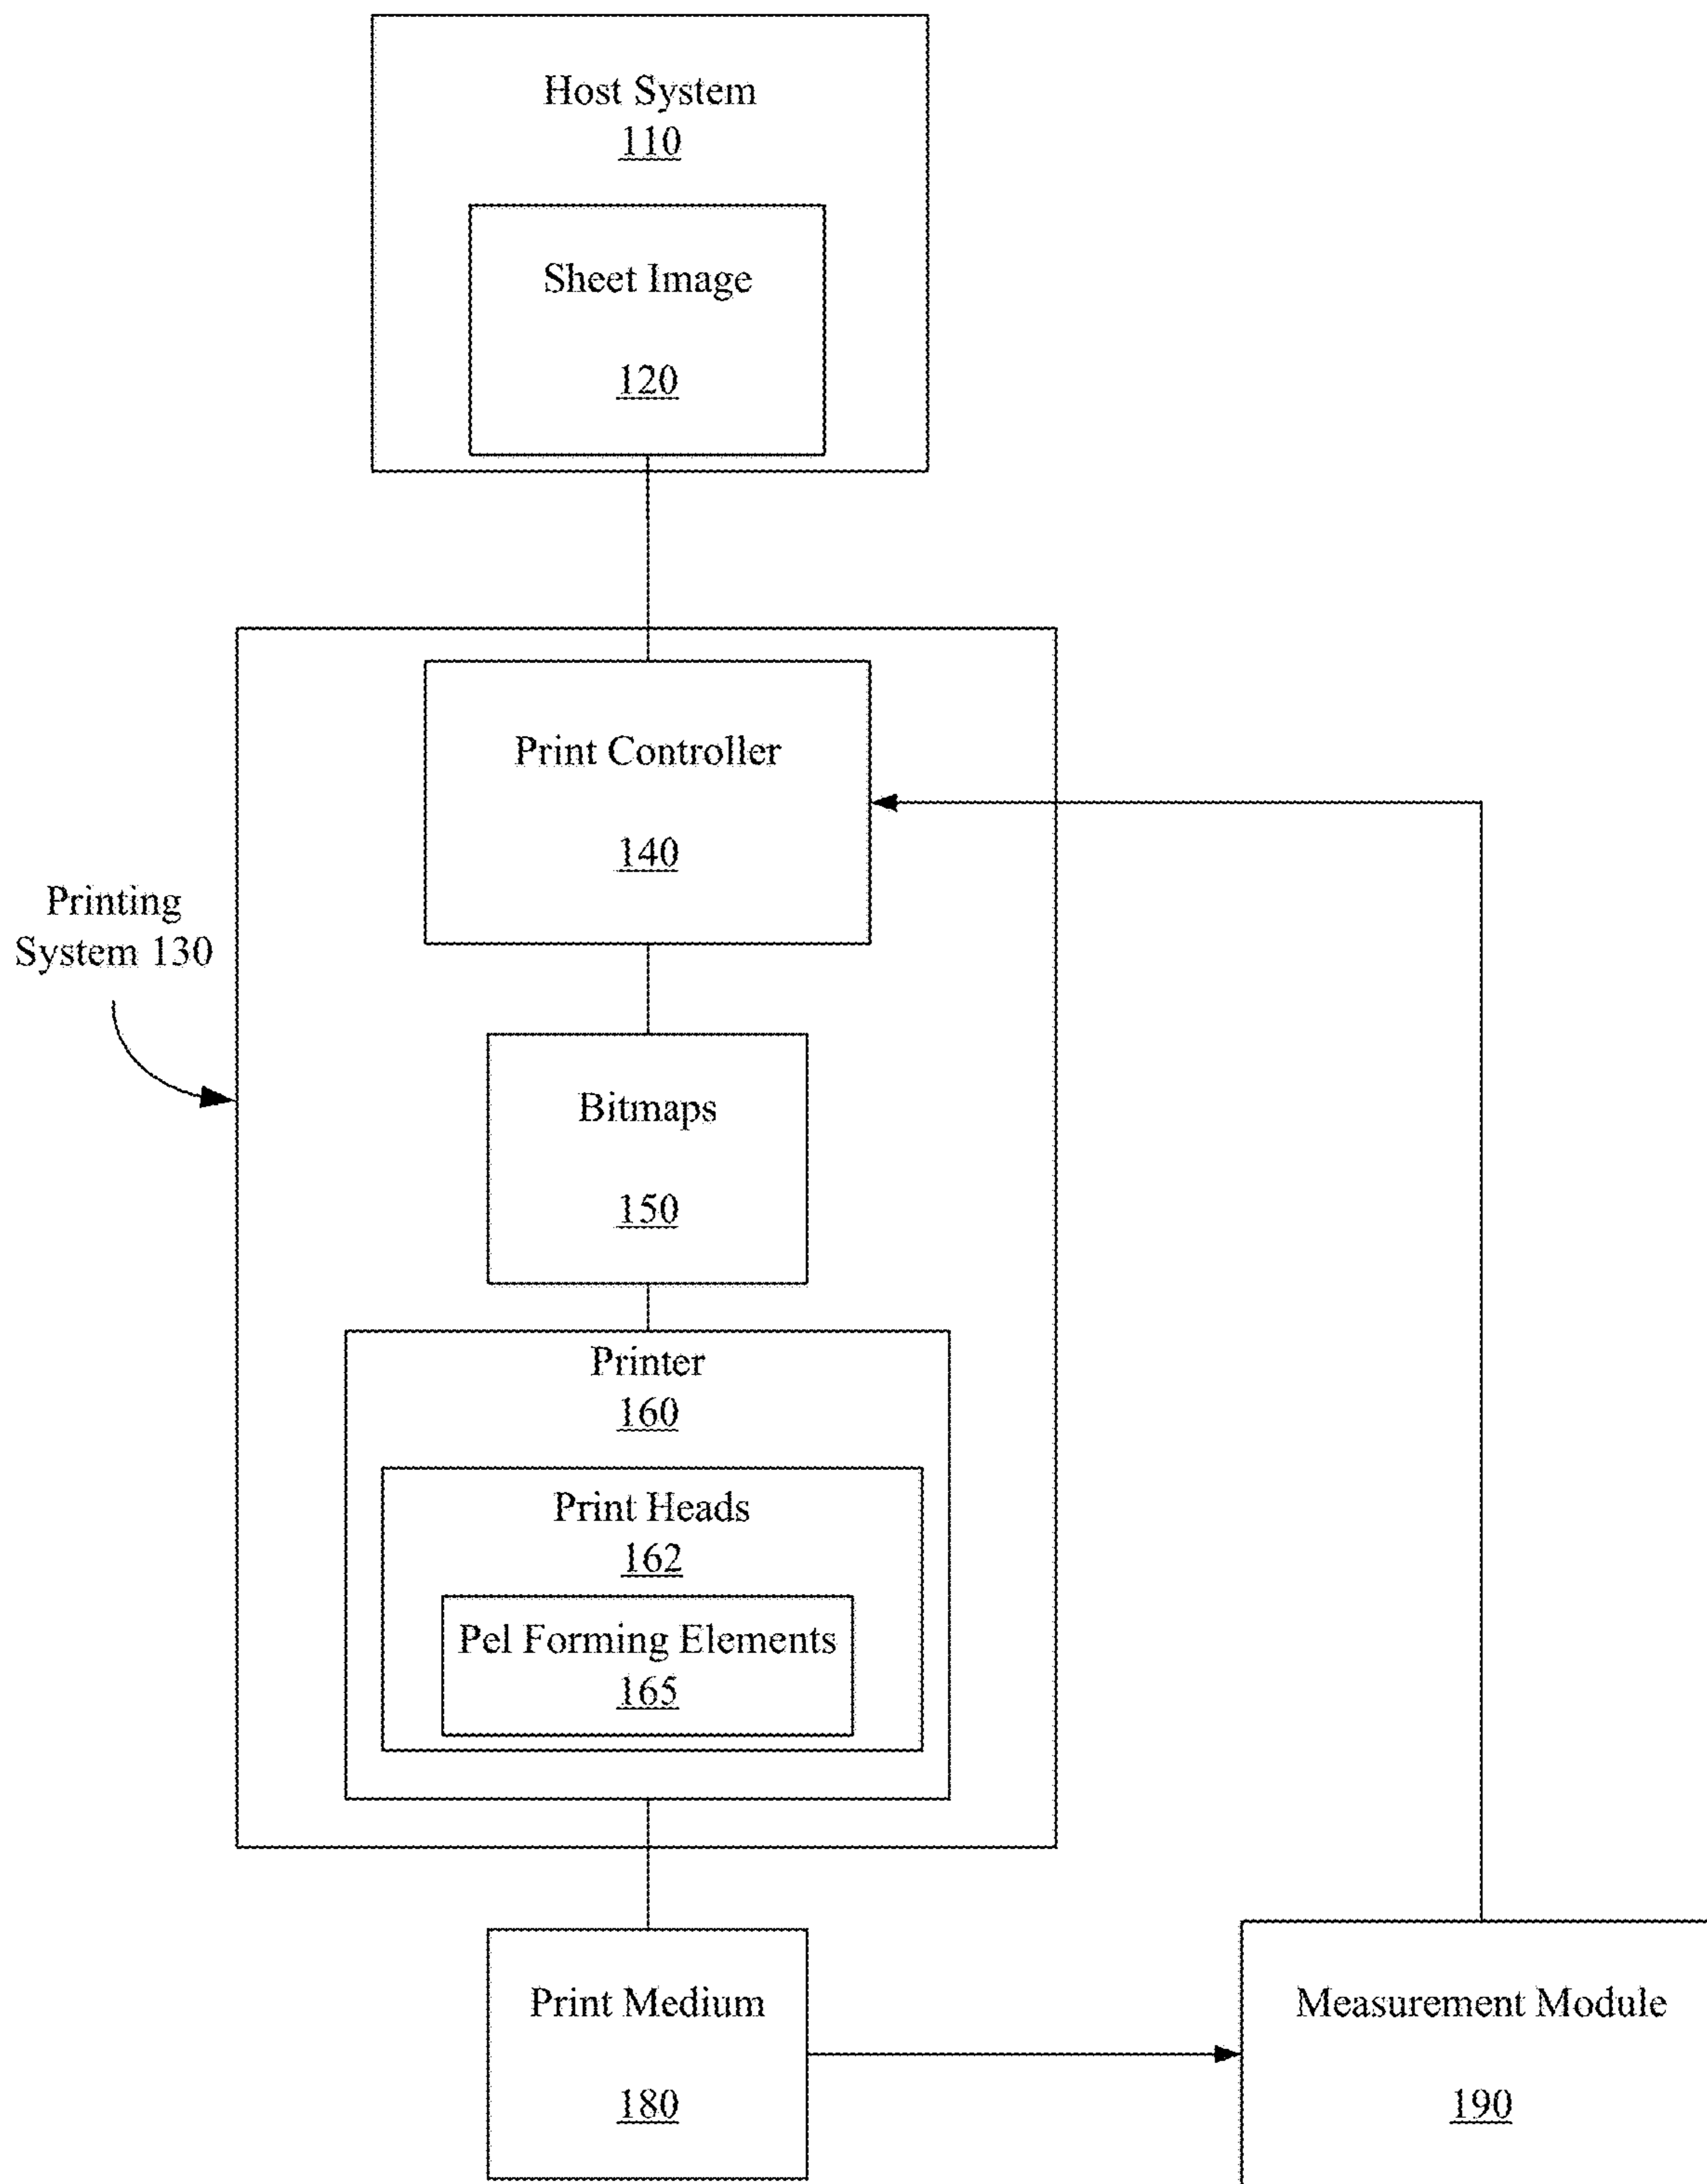 Host System
110
Sheet Image
120
Print Controller
140
Printing
System 130
Bitmaps
150
Printer
160
Print Heads
162
Pel Forming Elements
165
Print Medium
180
Measurement Module
190